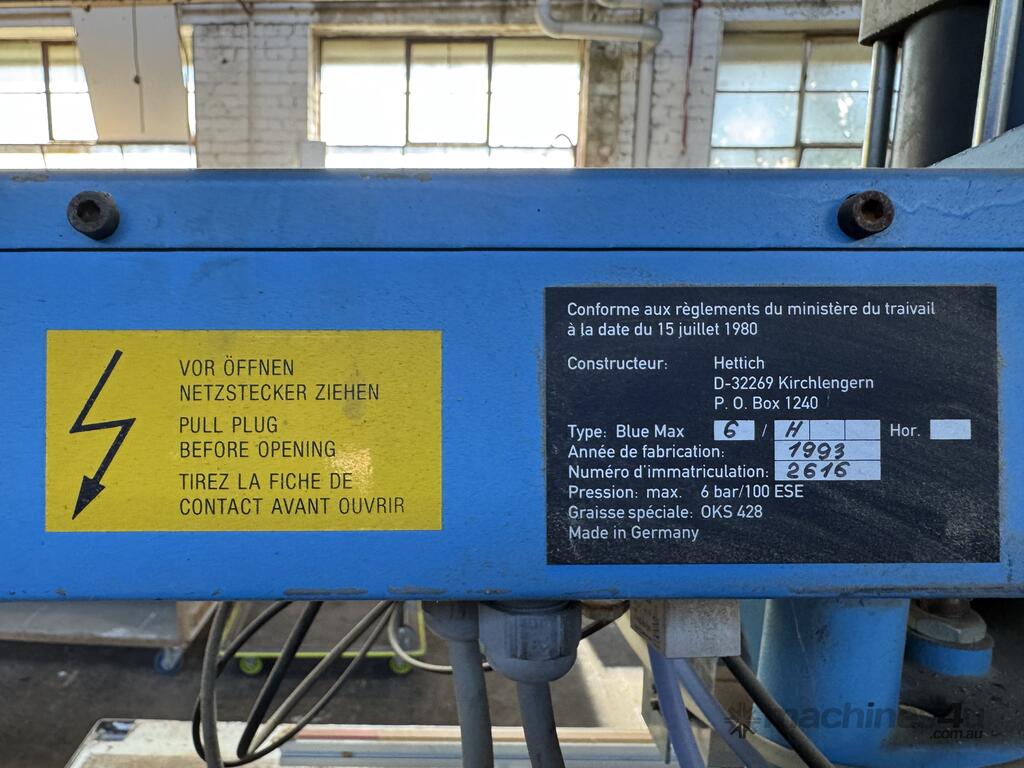 VOR ÖFFNEN
NETZSTECKER ZIEHEN
PULL PLUG
BEFORE OPENING
TIREZ LA FICHE DE
CONTACT AVANT OUVRIR
Conforme aux règlements du ministère du traivail
à la date du 15 juillet 1980
Constructeur: Hettich
D-32269 Kirchlengern
P. O. Box 1240
Type: Blue Max 6 / H Hor.
Année de fabrication: 1993
Numéro d'immatriculation: 2616
Pression: max. 6 bar/100 ESE
Graisse spéciale: OKS 428
Made in Germany
machines4u
.com.au